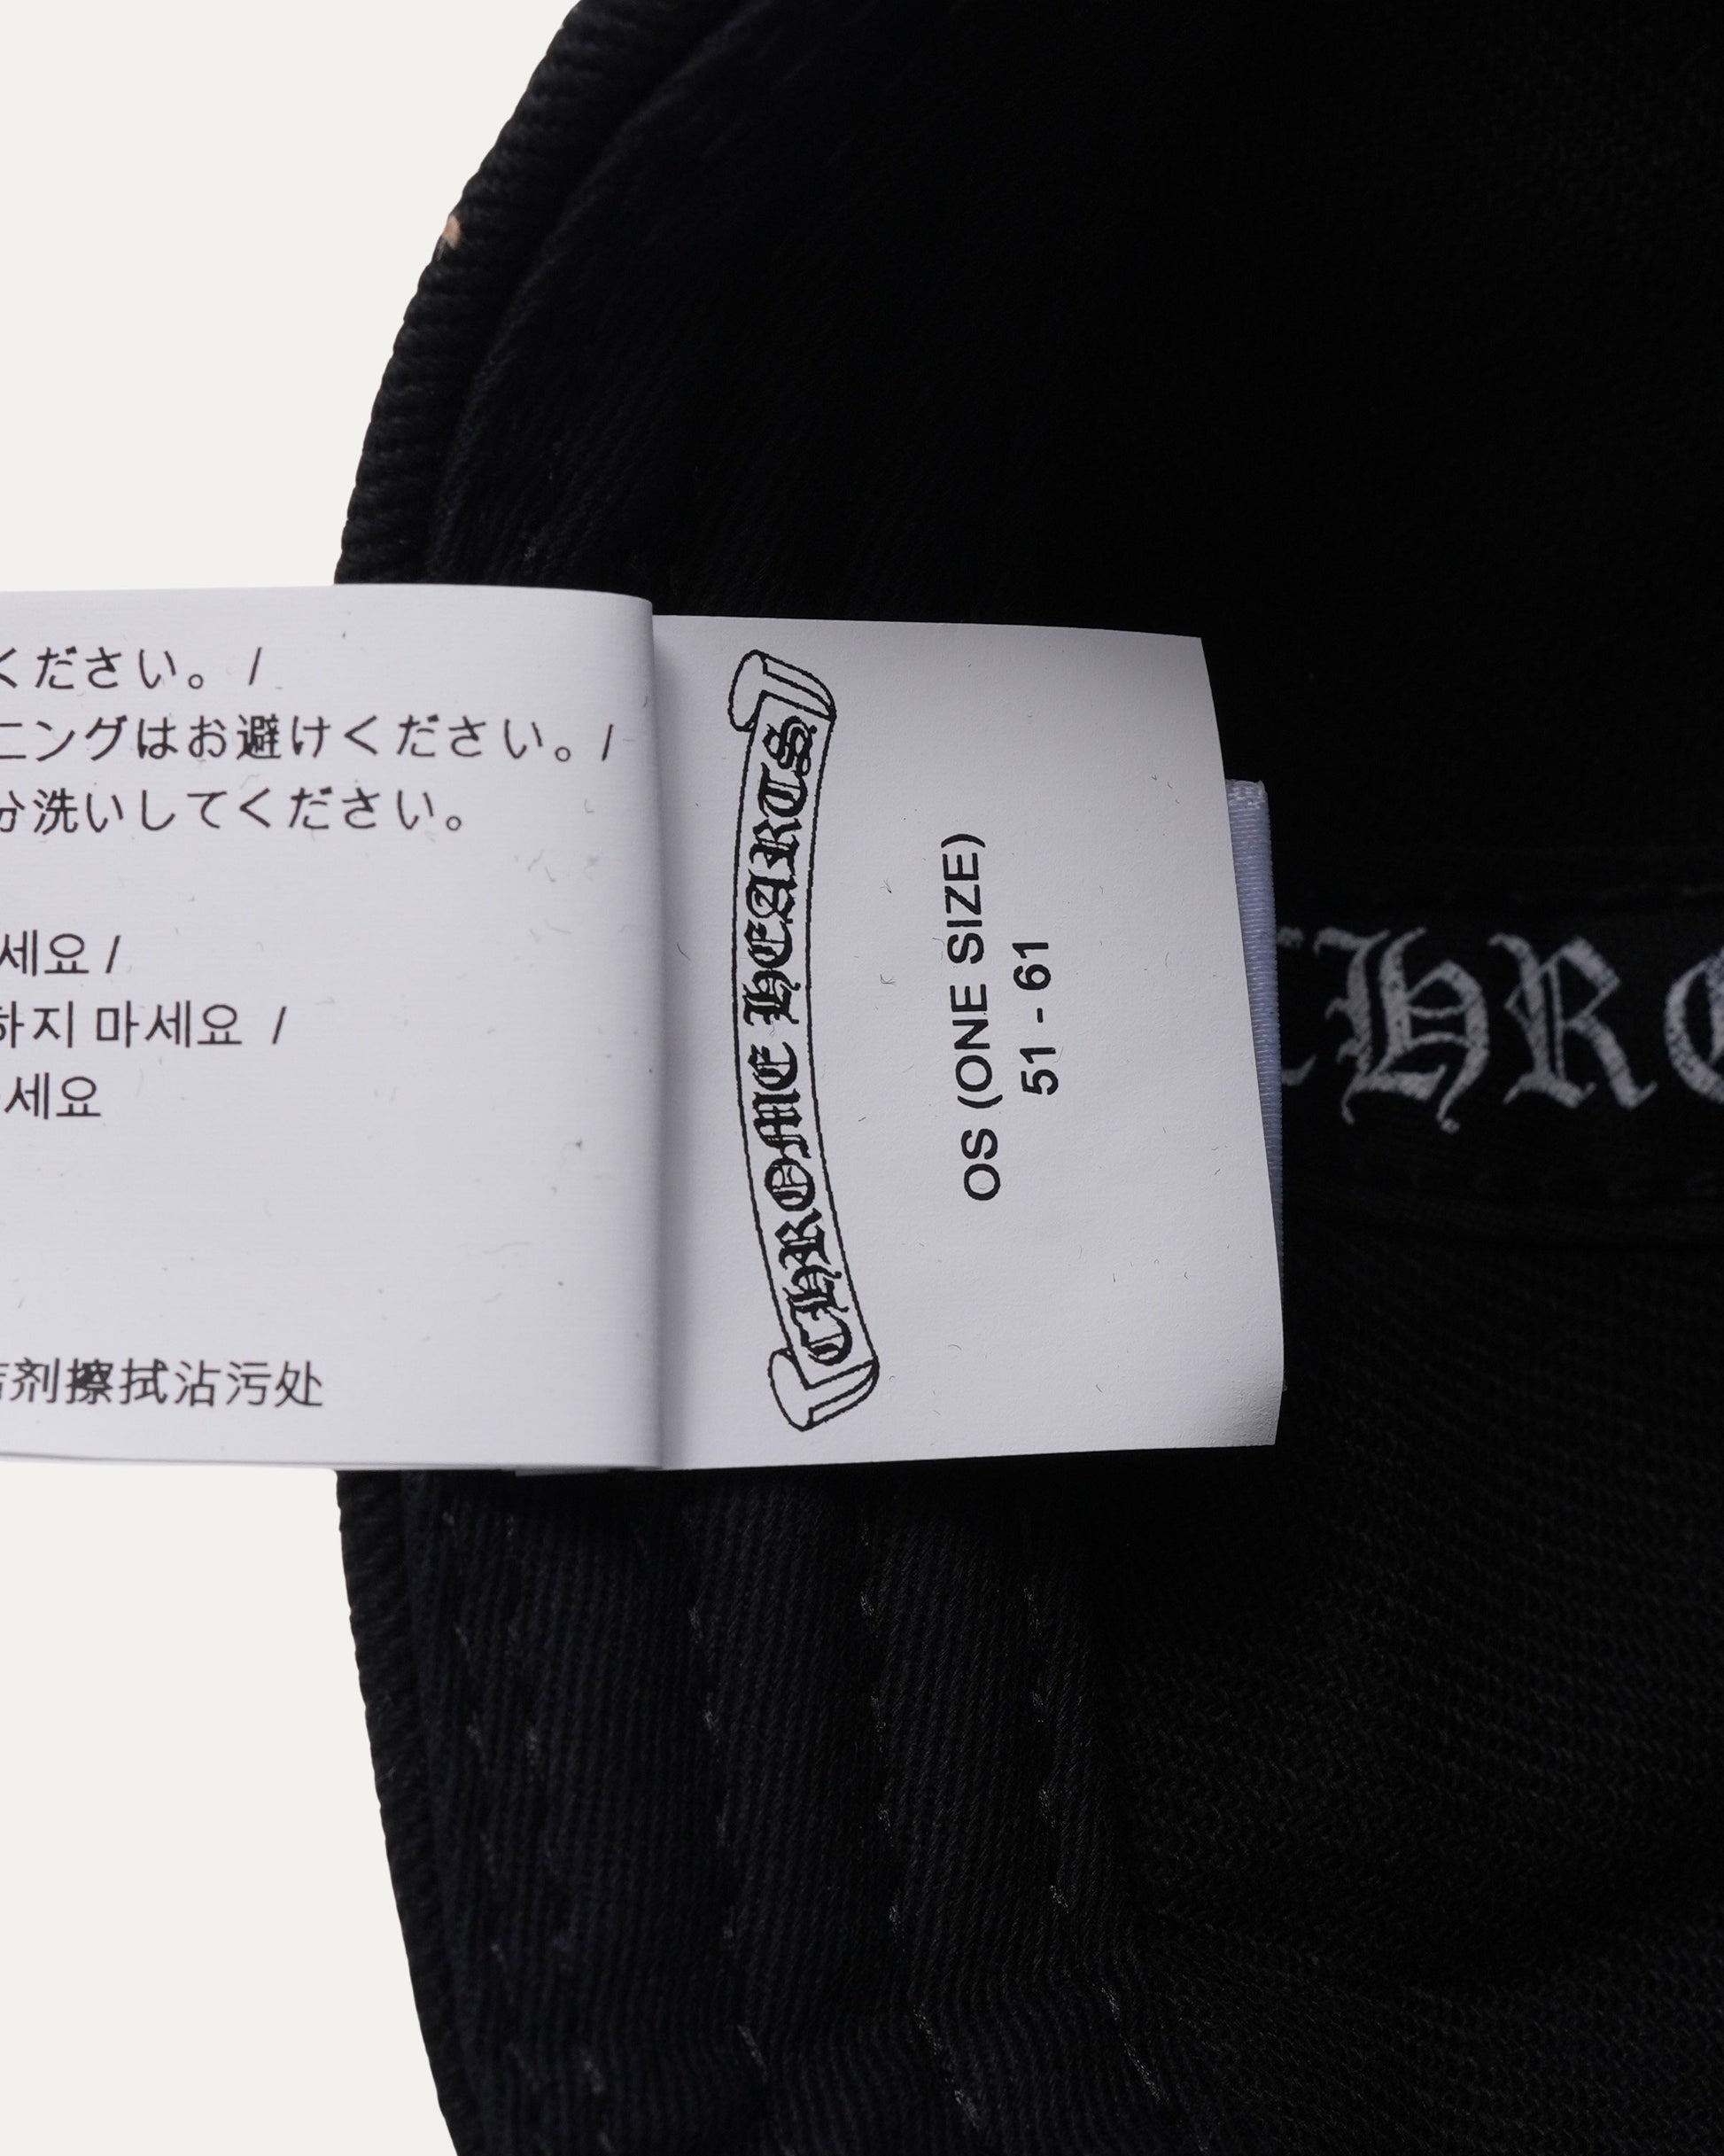 ください。 /
ニングはお避けください。/
分洗いしてください。
세요 /
하지 마세요 /
세요
剂擦拭沾污处
CHROME HEARTS
OS (ONE SIZE)
51 - 61
CHRO